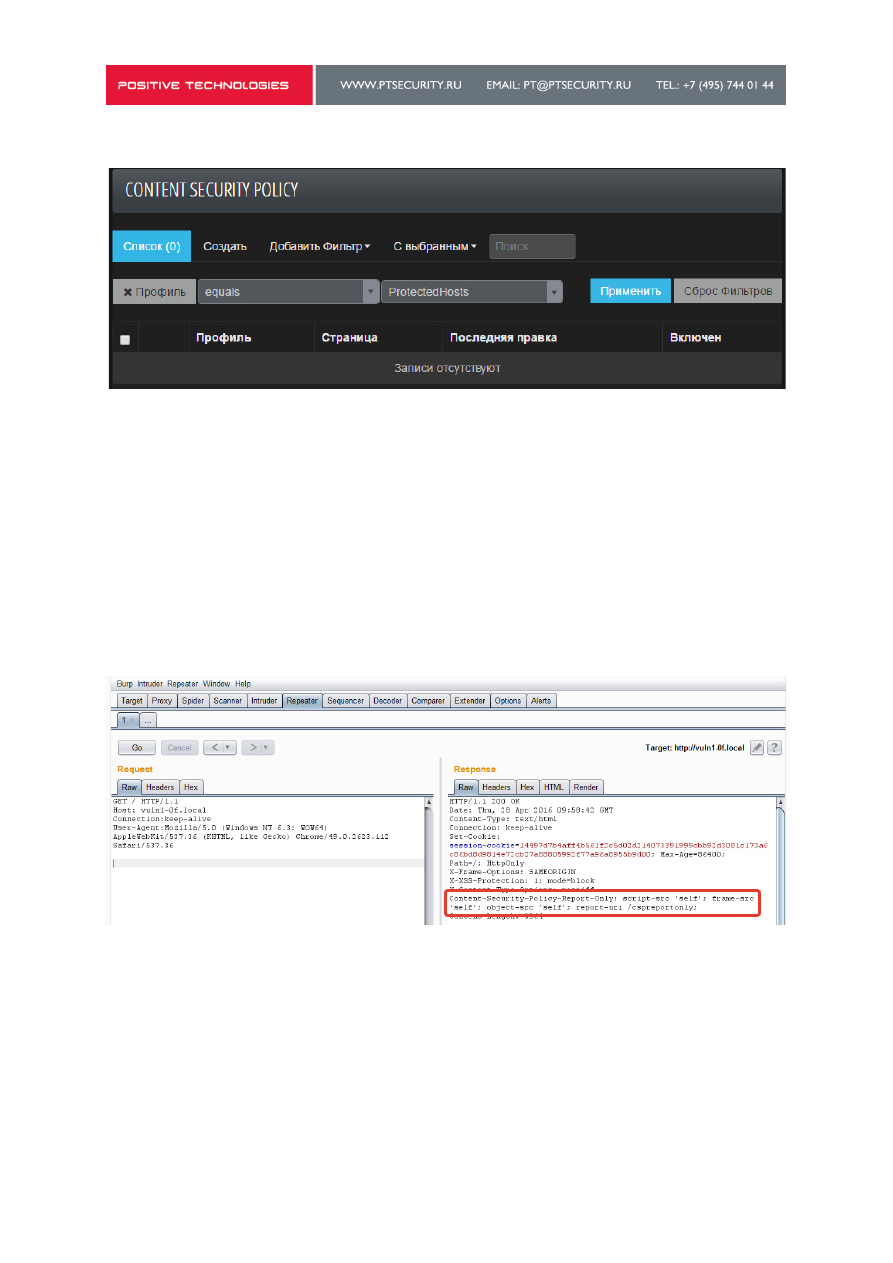 POSITIVE TECHNOLOGIES WWW.PTSECURITY.RU EMAIL: PT@PTSECURITY.RU TEL.: +7 (495) 744 01 44
CONTENT SECURITY POLICY
Список (0) Создать Добавить Фильтр С выбранным Поиск
Профиль equals ProtectedHosts Применить Сброс Фильтров
Профиль Страница Последняя правка Включен
Записи отсутствуют
Burp Intruder Repeater Window Help
Target Proxy Spider Scanner Intruder Repeater Sequencer Decoder Comparer Extender Options Alerts
1 × ...
Go Cancel < > Target: http://vuln1-0f.local ?
Request
Raw Headers Hex
GET / HTTP/1.1
Host: vuln1-0f.local
Connection:keep-alive
User-Agent:Mozilla/5.0 (Windows NT 6.3; WOW64)
AppleWebKit/537.36 (KHTML, like Gecko) Chrome/49.0.2623.112
Safari/537.36
Response
Raw Headers Hex HTML Render
HTTP/1.1 200 OK
Date: Thu, 28 Apr 2016 09:58:42 GMT
Content-Type: text/html
Connection: keep-alive
Set-Cookie:
Max-Age=86400;
Path=/; HttpOnly
X-Frame-Options: SAMEORIGIN
X-XSS-Protection: 1; mode=block
Content-Security-Policy-Report-Only: script-src 'self'; frame-src
'self'; object-src 'self'; report-uri /cspreportonly;